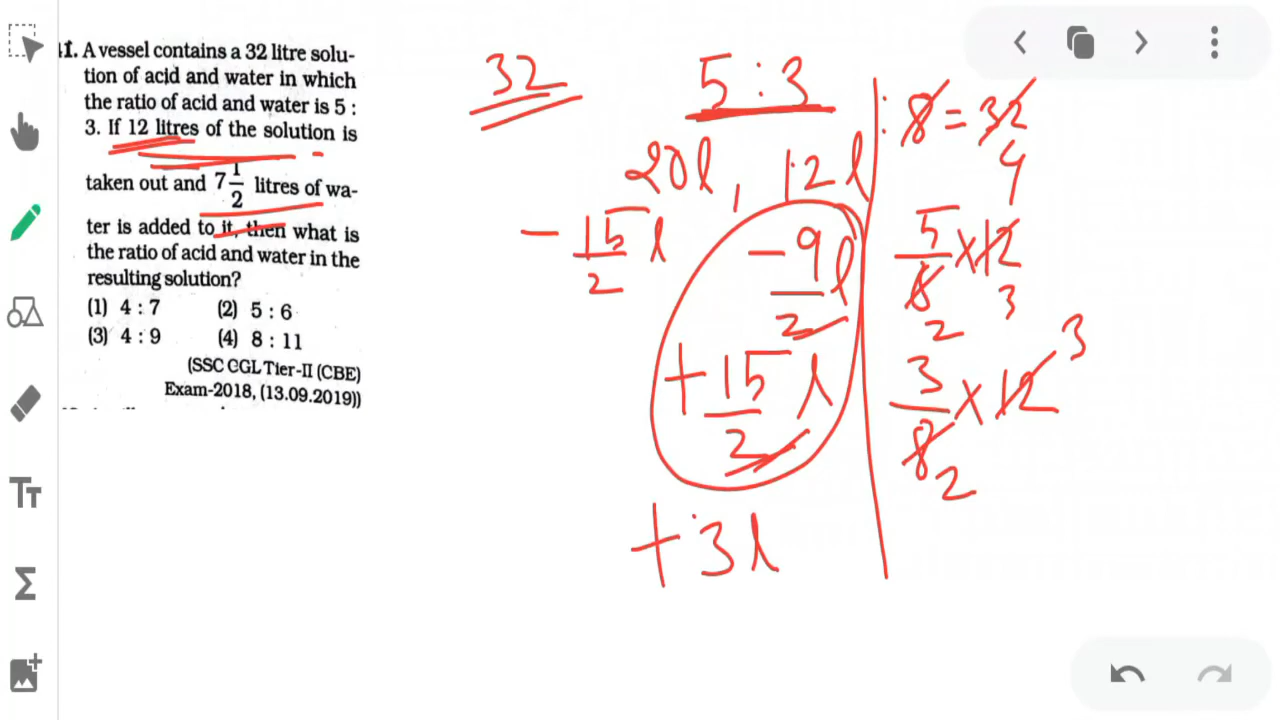 41. A vessel contains a 32 litre solu-
tion of acid and water in which
the ratio of acid and water is 5 :
3. If 12 litres of the solution is
taken out and 7 1/2 litres of wa-
ter is added to it, then what is
the ratio of acid and water in the
resulting solution?
(1) 4 : 7 (2) 5 : 6
(3) 4 : 9 (4) 8 : 11
(SSC CGL Tier-II (CBE)
Exam-2018, (13.09.2019))
32
5 : 3
20l, 12l
- 15/2 l - 9/2 l
+ 15/2 l
+ 3l
: 8 = 32
4
5/8 × 12
2 3
3/8 × 12 3
2
Tт
Σ